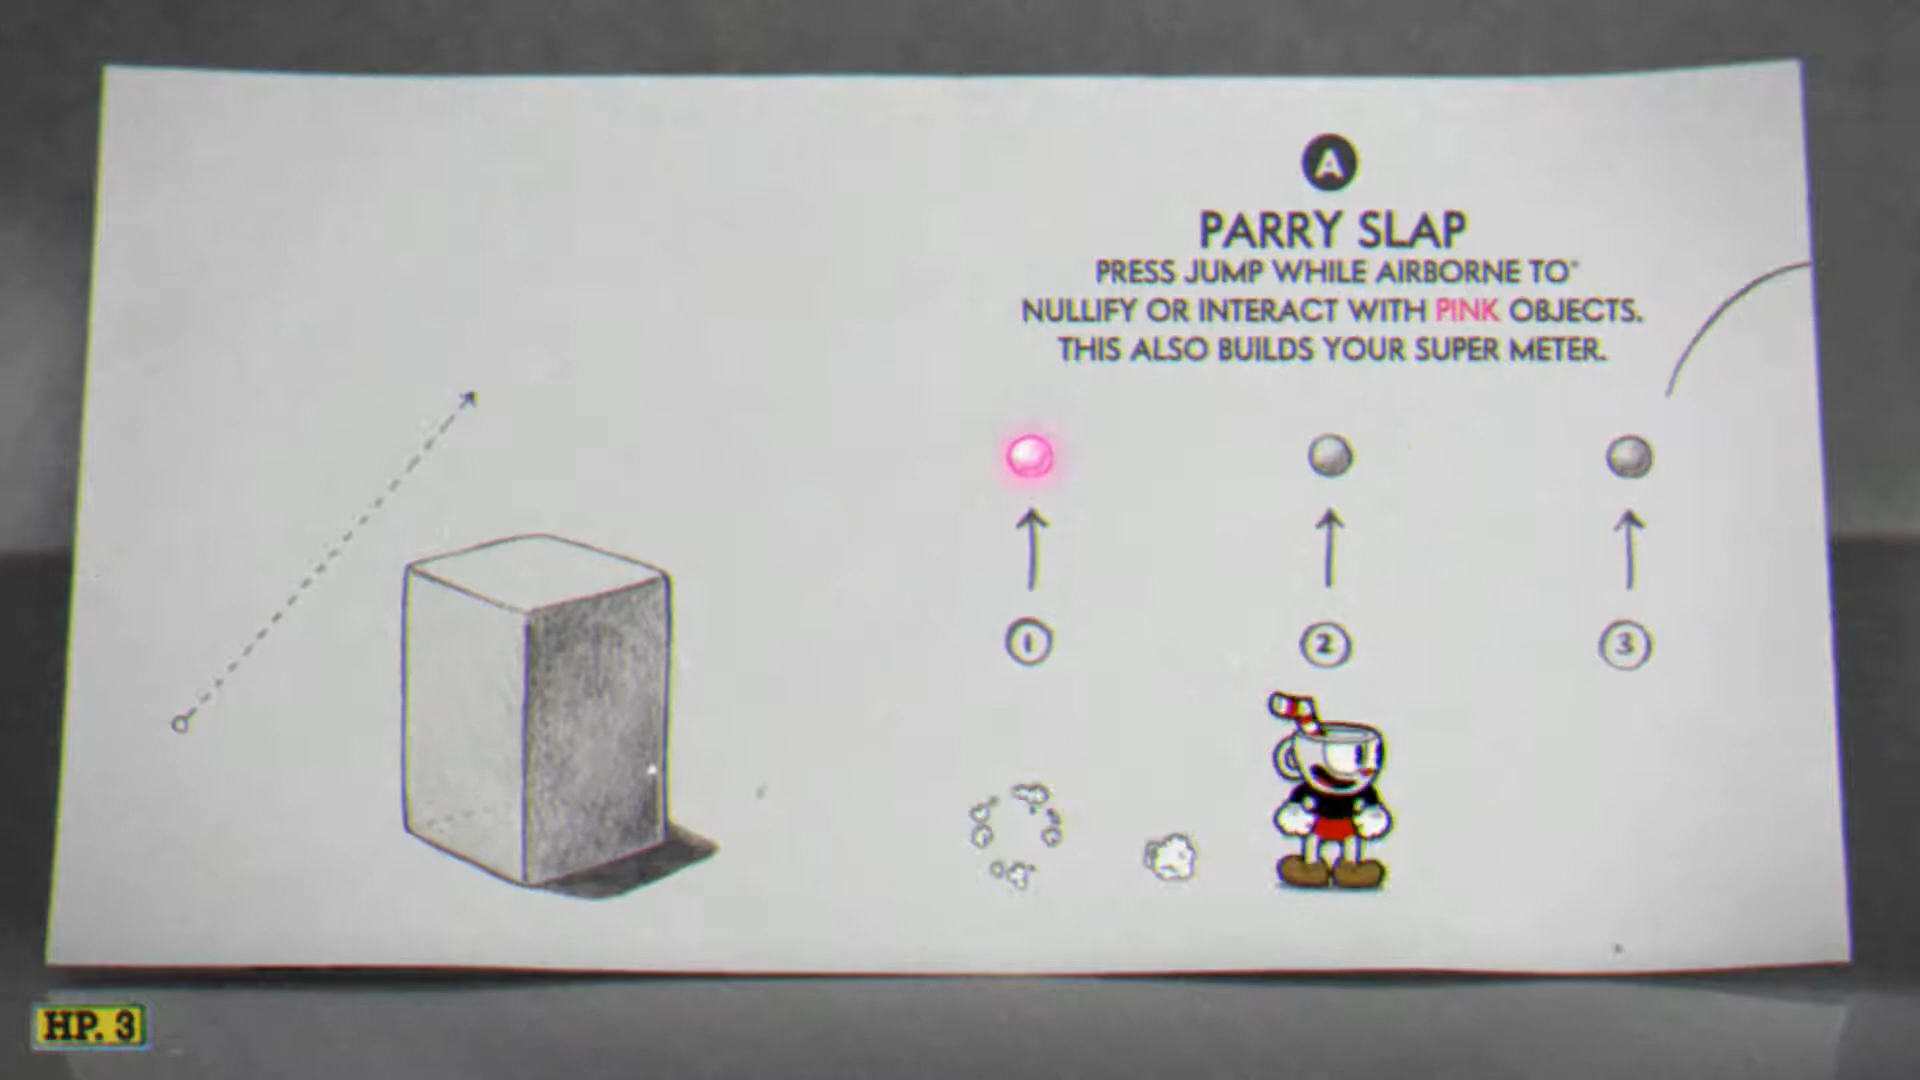 A
PARRY SLAP
PRESS JUMP WHILE AIRBORNE TO
NULLIFY OR INTERACT WITH PINK OBJECTS.
THIS ALSO BUILDS YOUR SUPER METER.
1 2 3
HP. 3